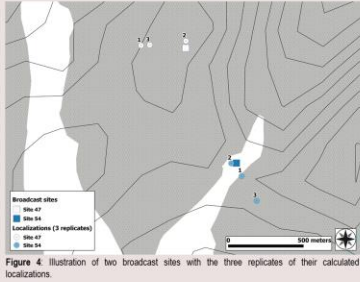 1 3 2
2
1
1
Broadcast sites
Site 47
Site 54
Localizations (3 replicates)
Site 47
Site 54
0 500 meters
Figure 4: Illustration of two broadcast sites with the three replicates of their calculated
localizations.